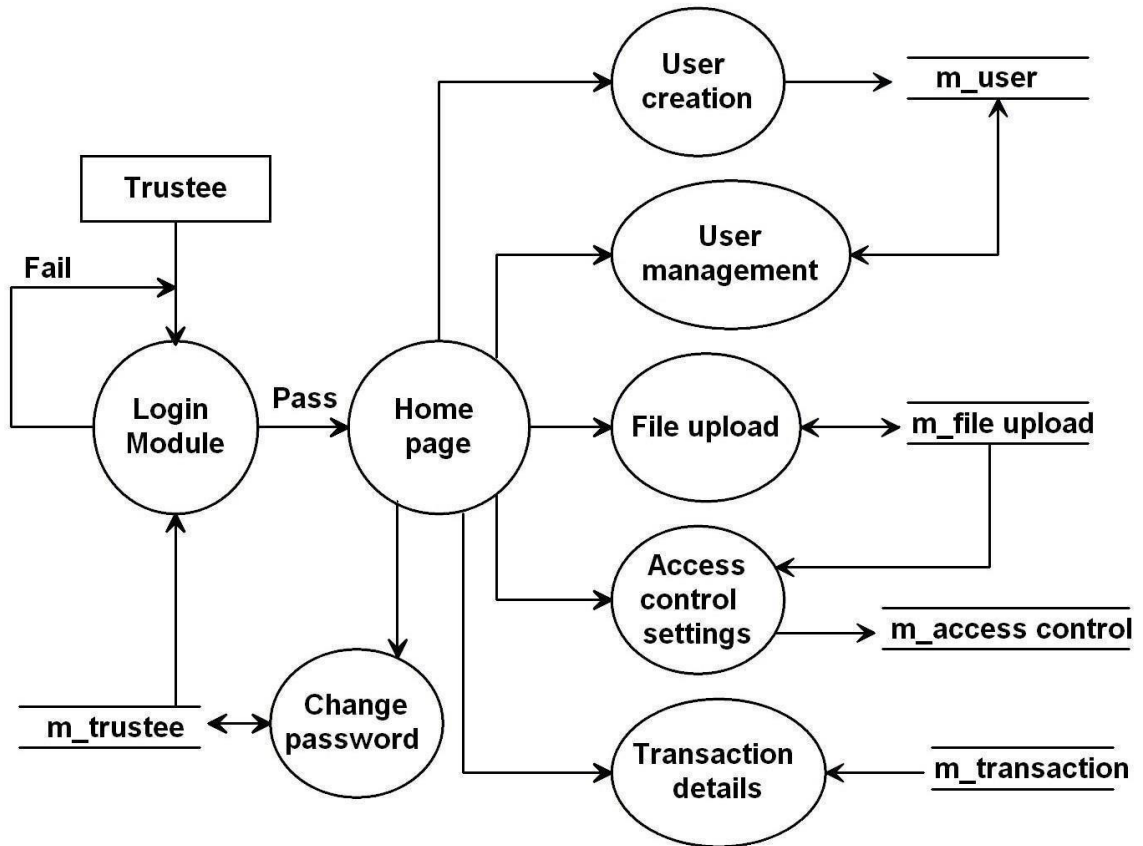 User
creation
m_user
Trustee
User
management
Fail
Login
Module
Pass
Home
page
File upload
m_file upload
Access
control
settings
m_access control
m_trustee
Change
password
Transaction
details
m_transaction